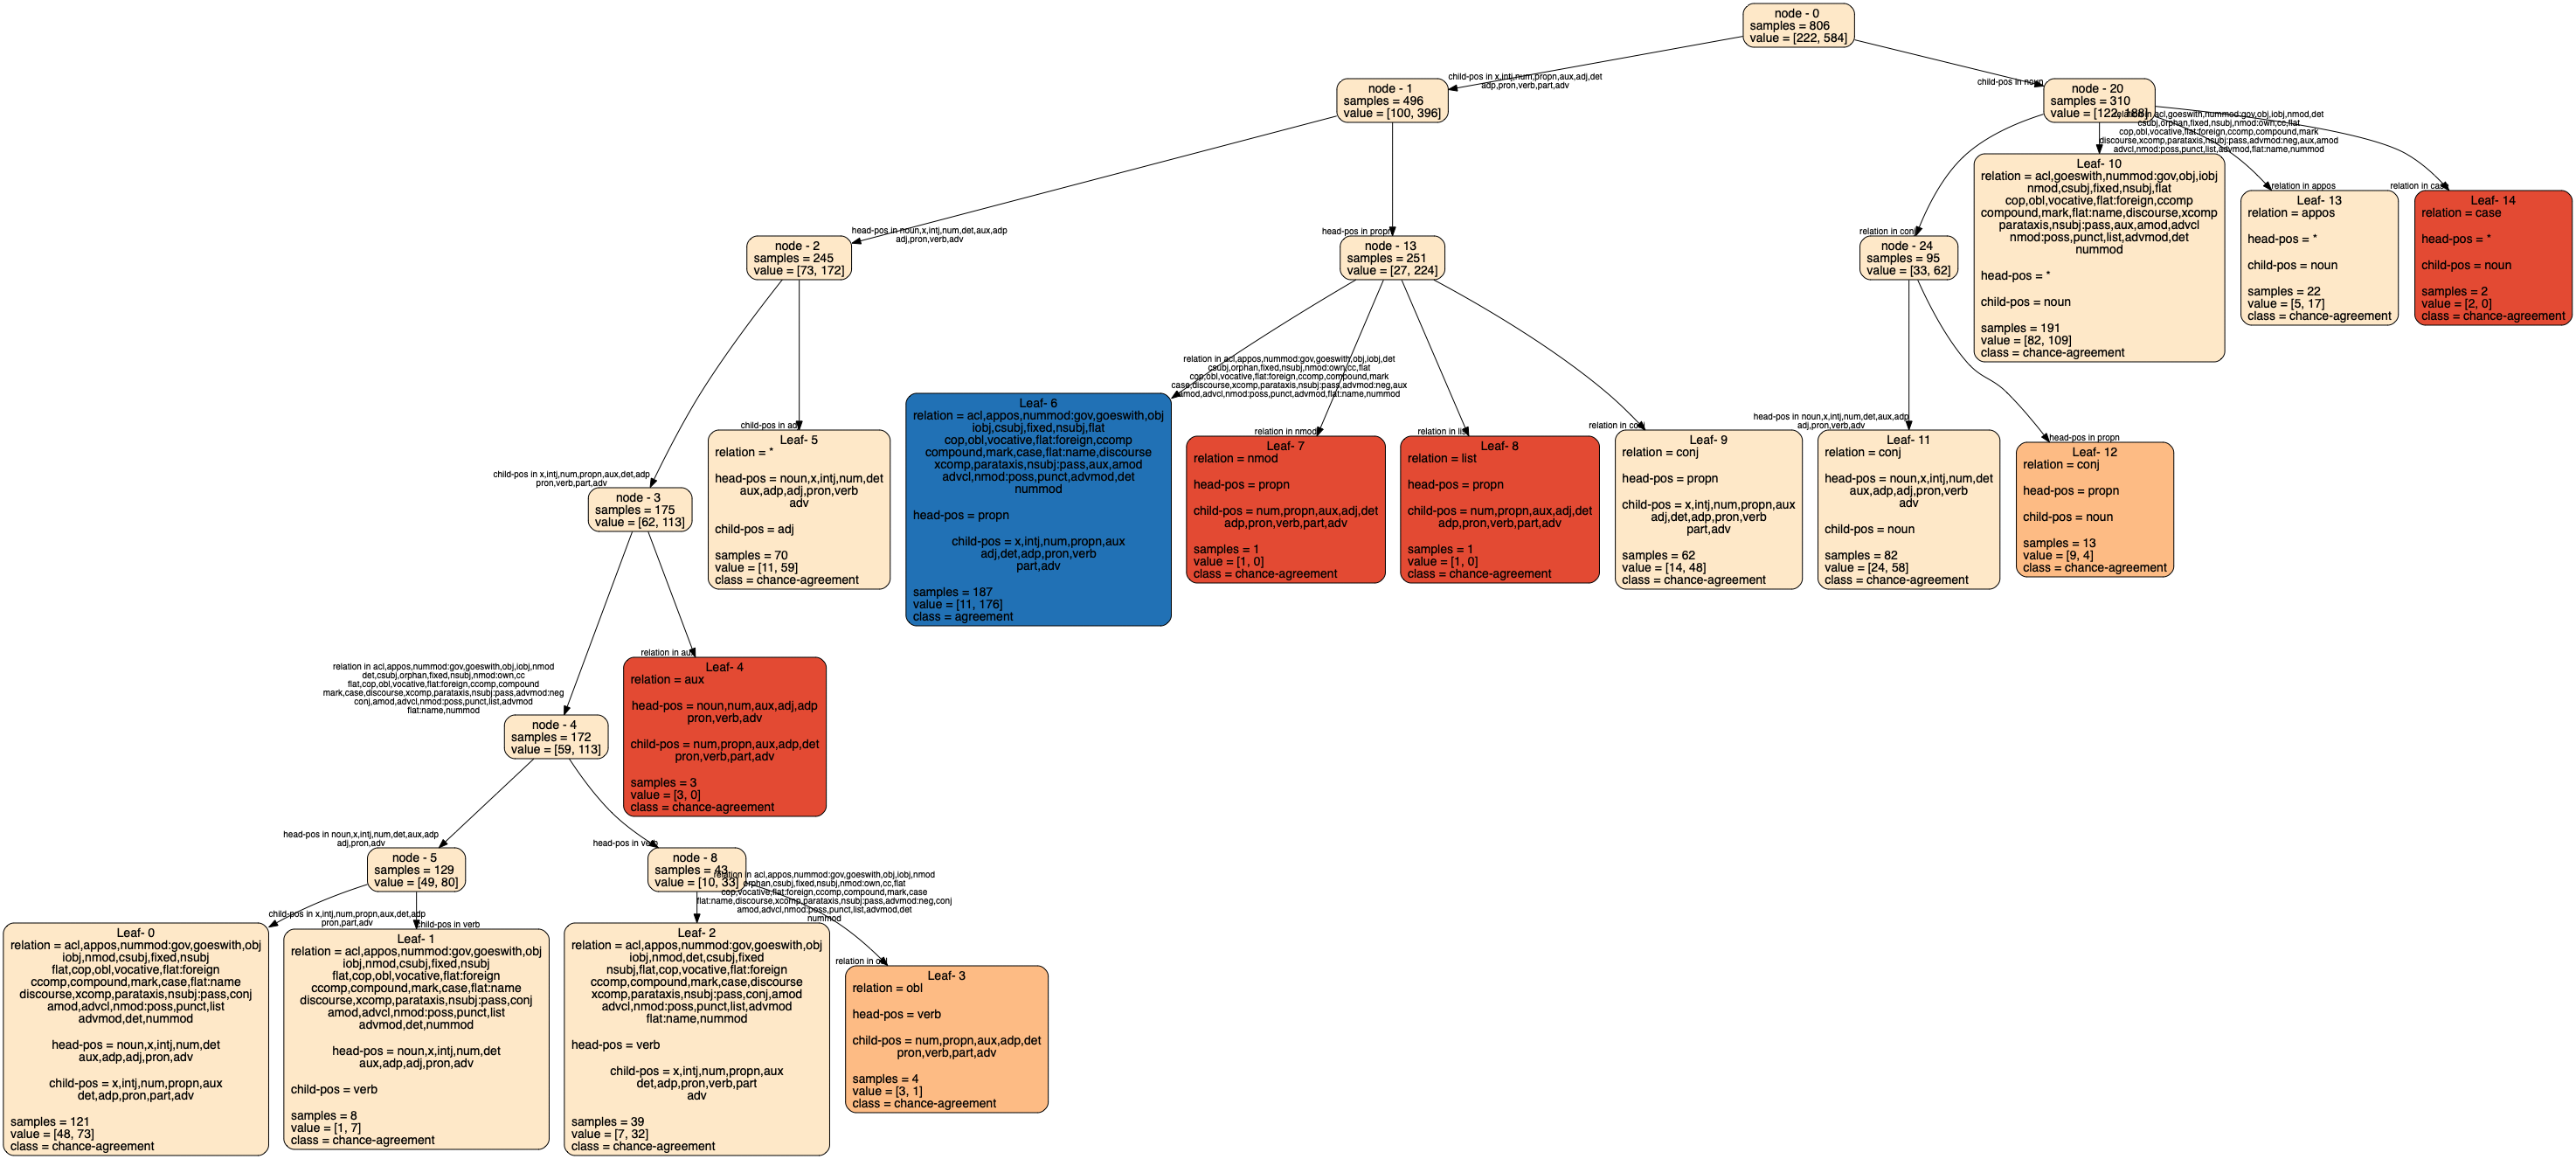 node - 0
samples = 806
value = [222, 584]
child-pos in x,intj,num,propn,aux,adj,det
adp,pron,verb,part,adv
node - 1
samples = 496
value = [100, 396]
child-pos in noun
node - 20
samples = 310
value = [122, 188]
relation in acl,goeswith,nummod:gov,obj,iobj,nmod,det
csubj,orphan,fixed,nsubj,nmod:own,cc,flat
cop,obl,vocative,flat:foreign,ccomp,compound,mark
discourse,xcomp,parataxis,nsubj:pass,advmod:neg,aux,amod
advcl,nmod:poss,punct,list,advmod,flat:name,nummod
head-pos in noun,x,intj,num,det,aux,adp
adj,pron,verb,adv
node - 2
samples = 245
value = [73, 172]
head-pos in propn
node - 13
samples = 251
value = [27, 224]
relation in conj
node - 24
samples = 95
value = [33, 62]
Leaf- 10
relation = acl,goeswith,nummod:gov,obj,iobj
nmod,csubj,fixed,nsubj,flat
cop,obl,vocative,flat:foreign,ccomp
compound,mark,flat:name,discourse,xcomp
parataxis,nsubj:pass,aux,amod,advcl
nmod:poss,punct,list,advmod,det
nummod
head-pos = *
child-pos = noun
samples = 191
value = [82, 109]
class = chance-agreement
relation in appos
Leaf- 13
relation = appos
head-pos = *
child-pos = noun
samples = 22
value = [5, 17]
class = chance-agreement
relation in case
Leaf- 14
relation = case
head-pos = *
child-pos = noun
samples = 2
value = [2, 0]
class = chance-agreement
child-pos in x,intj,num,propn,aux,det,adp
pron,verb,part,adv
node - 3
samples = 175
value = [62, 113]
child-pos in adj
Leaf- 5
relation = *
head-pos = noun,x,intj,num,det
aux,adp,adj,pron,verb
adv
child-pos = adj
samples = 70
value = [11, 59]
class = chance-agreement
relation in acl,appos,nummod:gov,goeswith,obj,iobj,det
csubj,orphan,fixed,nsubj,nmod:own,cc,flat
cop,obl,vocative,flat:foreign,ccomp,compound,mark
case,discourse,xcomp,parataxis,nsubj:pass,advmod:neg,aux
amod,advcl,nmod:poss,punct,advmod,flat:name,nummod
Leaf- 6
relation = acl,appos,nummod:gov,goeswith,obj
iobj,csubj,fixed,nsubj,flat
cop,obl,vocative,flat:foreign,ccomp
compound,mark,case,flat:name,discourse
xcomp,parataxis,nsubj:pass,aux,amod
advcl,nmod:poss,punct,advmod,det
nummod
head-pos = propn
child-pos = x,intj,num,propn,aux
adj,det,adp,pron,verb
part,adv
samples = 187
value = [11, 176]
class = agreement
relation in nmod
Leaf- 7
relation = nmod
head-pos = propn
child-pos = num,propn,aux,adj,det
adp,pron,verb,part,adv
samples = 1
value = [1, 0]
class = chance-agreement
relation in list
Leaf- 8
relation = list
head-pos = propn
child-pos = num,propn,aux,adj,det
adp,pron,verb,part,adv
samples = 1
value = [1, 0]
class = chance-agreement
relation in conj
Leaf- 9
relation = conj
head-pos = propn
child-pos = x,intj,num,propn,aux
adj,det,adp,pron,verb
part,adv
samples = 62
value = [14, 48]
class = chance-agreement
head-pos in noun,x,intj,num,det,aux,adp
adj,pron,verb,adv
Leaf- 11
relation = conj
head-pos = noun,x,intj,num,det
aux,adp,adj,pron,verb
adv
child-pos = noun
samples = 82
value = [24, 58]
class = chance-agreement
head-pos in propn
Leaf- 12
relation = conj
head-pos = propn
child-pos = noun
samples = 13
value = [9, 4]
class = chance-agreement
relation in acl,appos,nummod:gov,goeswith,obj,iobj,nmod
det,csubj,orphan,fixed,nsubj,nmod:own,cc
flat,cop,obl,vocative,flat:foreign,ccomp,compound
mark,case,discourse,xcomp,parataxis,nsubj:pass,advmod:neg
conj,amod,advcl,nmod:poss,punct,list,advmod
flat:name,nummod
node - 4
samples = 172
value = [59, 113]
relation in aux
Leaf- 4
relation = aux
head-pos = noun,num,aux,adj,adp
pron,verb,adv
child-pos = num,propn,aux,adp,det
pron,verb,part,adv
samples = 3
value = [3, 0]
class = chance-agreement
head-pos in noun,x,intj,num,det,aux,adp
adj,pron,adv
node - 5
samples = 129
value = [49, 80]
head-pos in verb
node - 8
samples = 43
value = [10, 33]
relation in acl,appos,nummod:gov,goeswith,obj,iobj,nmod
orphan,csubj,fixed,nsubj,nmod:own,cc,flat
cop,vocative,flat:foreign,ccomp,compound,mark,case
flat:name,discourse,xcomp,parataxis,nsubj:pass,advmod:neg,conj
amod,advcl,nmod:poss,punct,list,advmod,det
nummod
child-pos in x,intj,num,propn,aux,det,adp
pron,part,adv
Leaf- 0
relation = acl,appos,nummod:gov,goeswith,obj
iobj,nmod,csubj,fixed,nsubj
flat,cop,obl,vocative,flat:foreign
ccomp,compound,mark,case,flat:name
discourse,xcomp,parataxis,nsubj:pass,conj
amod,advcl,nmod:poss,punct,list
advmod,det,nummod
head-pos = noun,x,intj,num,det
aux,adp,adj,pron,adv
child-pos = x,intj,num,propn,aux
det,adp,pron,part,adv
samples = 121
value = [48, 73]
class = chance-agreement
child-pos in verb
Leaf- 1
relation = acl,appos,nummod:gov,goeswith,obj
iobj,nmod,csubj,fixed,nsubj
flat,cop,obl,vocative,flat:foreign
ccomp,compound,mark,case,flat:name
discourse,xcomp,parataxis,nsubj:pass,conj
amod,advcl,nmod:poss,punct,list
advmod,det,nummod
head-pos = noun,x,intj,num,det
aux,adp,adj,pron,adv
child-pos = verb
samples = 8
value = [1, 7]
class = chance-agreement
Leaf- 2
relation = acl,appos,nummod:gov,goeswith,obj
iobj,nmod,det,csubj,fixed
nsubj,flat,cop,vocative,flat:foreign
ccomp,compound,mark,case,discourse
xcomp,parataxis,nsubj:pass,conj,amod
advcl,nmod:poss,punct,list,advmod
flat:name,nummod
head-pos = verb
child-pos = x,intj,num,propn,aux
det,adp,pron,verb,part
adv
samples = 39
value = [7, 32]
class = chance-agreement
relation in obl
Leaf- 3
relation = obl
head-pos = verb
child-pos = num,propn,aux,adp,det
pron,verb,part,adv
samples = 4
value = [3, 1]
class = chance-agreement